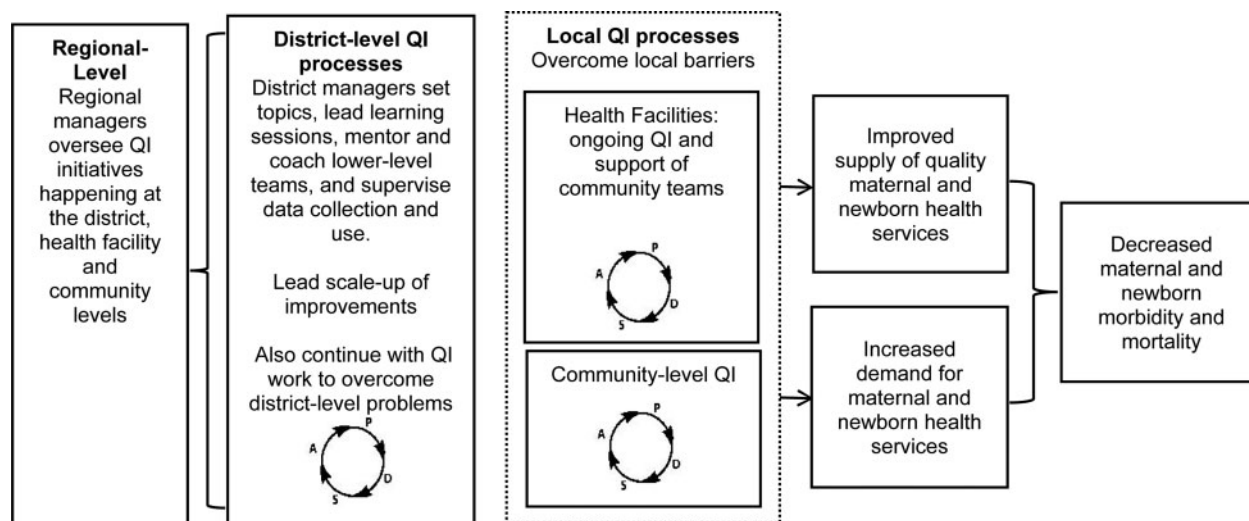 Regional-
Level
Regional
managers
oversee QI
initiatives
happening at
the district,
health facility
and
community
levels
District-level QI
processes
District managers set
topics, lead learning
sessions, mentor and
coach lower-level
teams, and supervise
data collection and
use.
Lead scale-up of
improvements
Also continue with QI
work to overcome
district-level problems
P
A
D
S
Local QI processes
Overcome local barriers
Health Facilities:
ongoing QI and
support of
community teams
P
A
D
S
Community-level QI
P
A
D
S
Improved
supply of quality
maternal and
newborn health
services
Increased
demand for
maternal and
newborn health
services
Decreased
maternal and
newborn
morbidity and
mortality